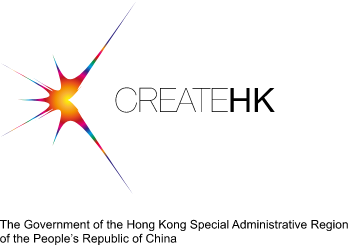 CREATEHK
The Government of the Hong Kong Special Administrative Region
of the People's Republic of China